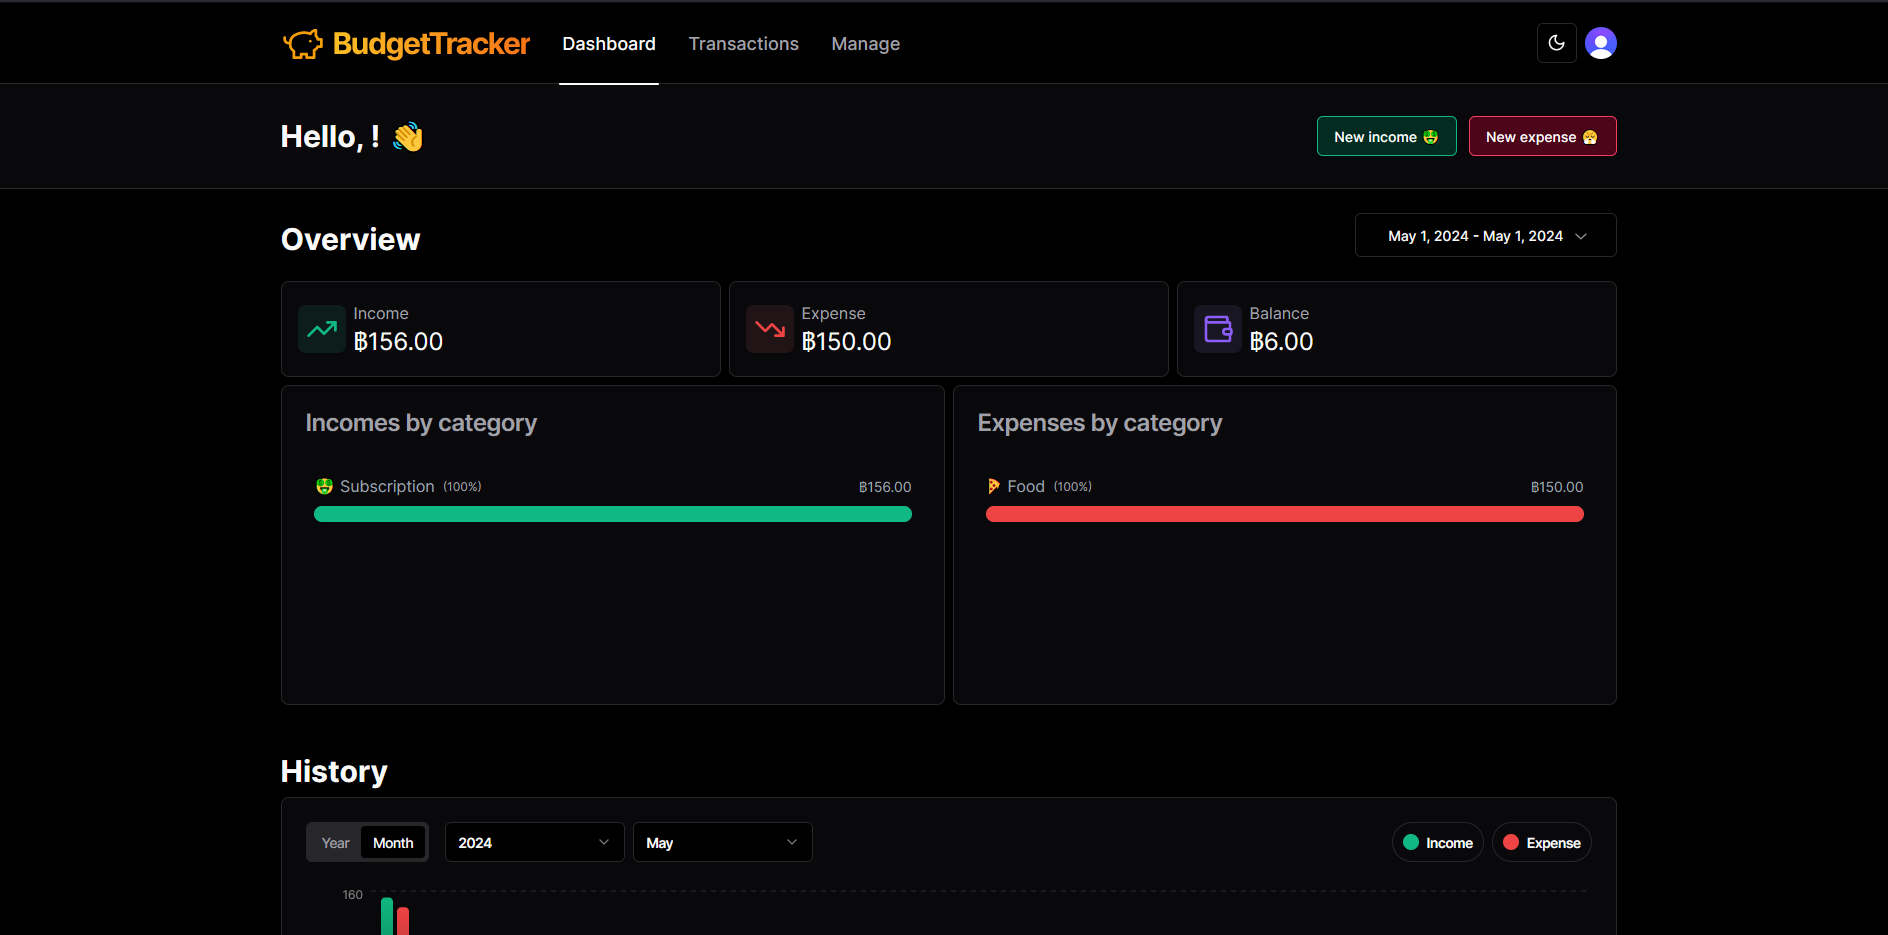 BudgetTracker Dashboard Transactions Manage
Hello, ! 👋
New income 🤑 New expense 😤
Overview
May 1, 2024 - May 1, 2024
Income
฿156.00
Expense
฿150.00
Balance
฿6.00
Incomes by category
🤑 Subscription (100%) ฿156.00
Expenses by category
🍕 Food (100%) ฿150.00
History
Year Month 2024 May Income Expense
160